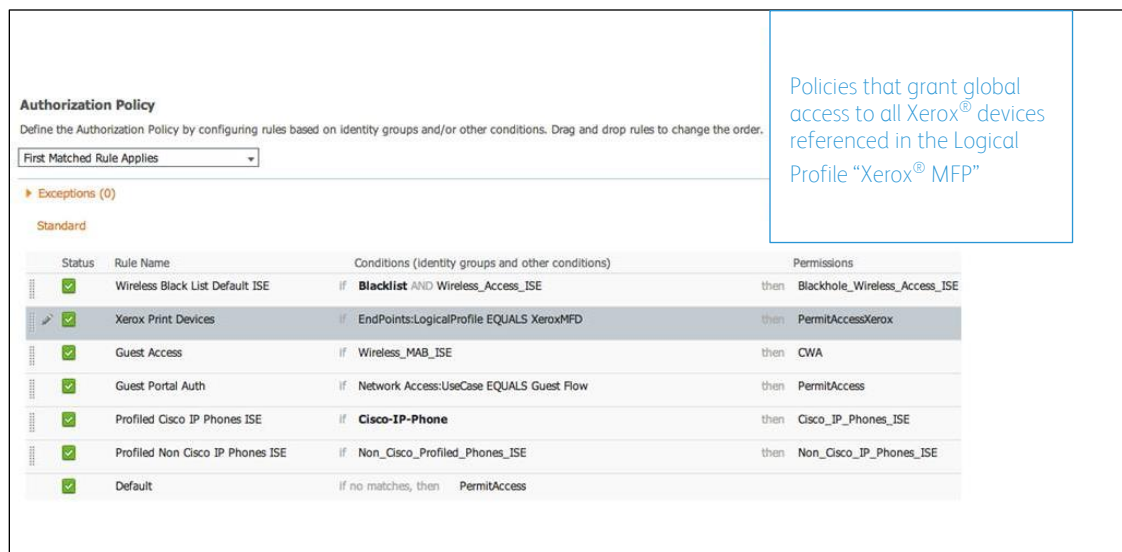 Policies that grant global
access to all Xerox® devices
referenced in the Logical
Profile “Xerox® MFP”
Authorization Policy
Define the Authorization Policy by configuring rules based on identity groups and/or other conditions. Drag and drop rules to change the order.
First Matched Rule Applies
Exceptions (0)
Standard
Status Rule Name Conditions (identity groups and other conditions) Permissions
Wireless Black List Default ISE if Blacklist AND Wireless_Access_ISE then Blackhole_Wireless_Access_ISE
Xerox Print Devices if EndPoints:LogicalProfile EQUALS XeroxMFD then PermitAccessXerox
Guest Access if Wireless_MAB_ISE then CWA
Guest Portal Auth if Network Access:UseCase EQUALS Guest Flow then PermitAccess
Profiled Cisco IP Phones ISE if Cisco-IP-Phone then Cisco_IP_Phones_ISE
Profiled Non Cisco IP Phones ISE if Non_Cisco_Profiled_Phones_ISE then Non_Cisco_IP_Phones_ISE
Default If no matches, then PermitAccess